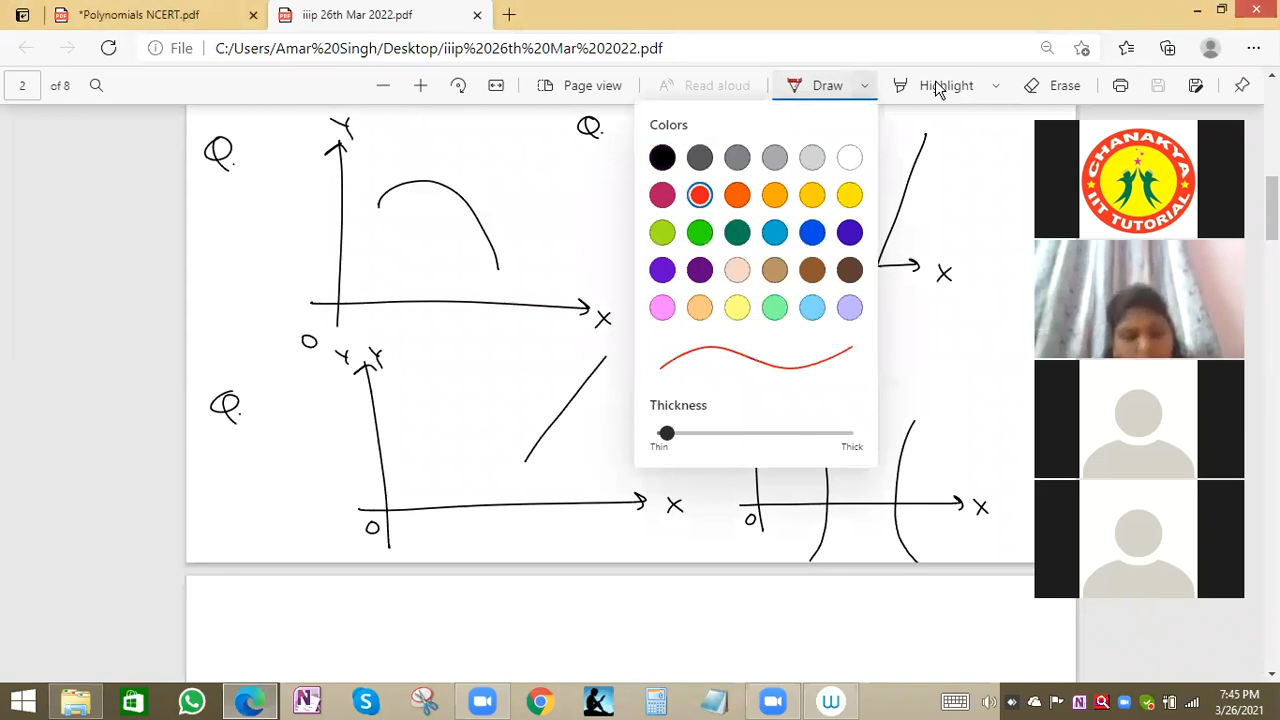 *Polynomials NCERT.pdf
iiip 26th Mar 2022.pdf
File
C:/Users/Amar%20Singh/Desktop/iiip%2026th%20Mar%202022.pdf
2 of 8
Page view
Read aloud
Draw
Highlight
Erase
Colors
Thickness
Thin
Thick
Q.
Y
Q.
X
O
X
Q.
Y Y
O
X
O
X
CHANAKYA
IIT TUTORIAL
7:45 PM
3/26/2021